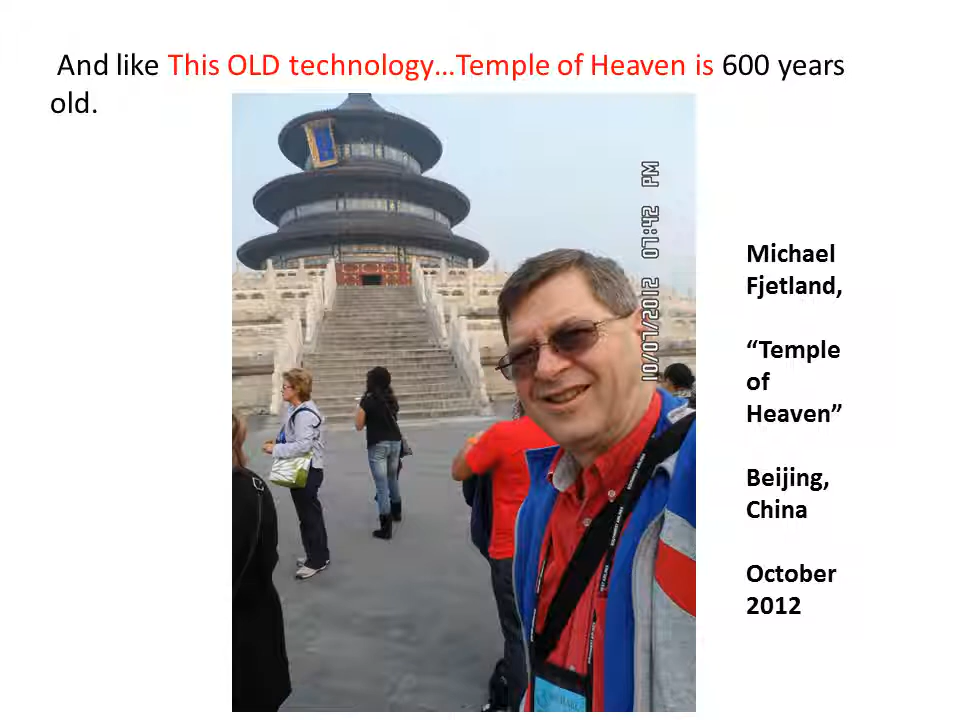 And like This OLD technology...Temple of Heaven is 600 years
old.
10/07/2012 07:42 PM
Michael
Fjetland,
“Temple
of
Heaven”
Beijing,
China
October
2012